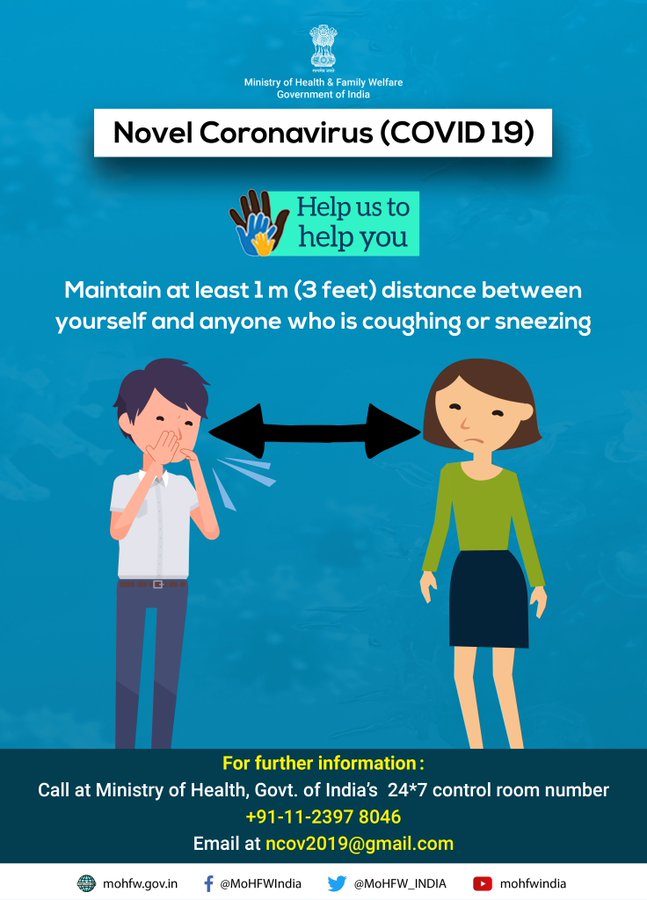 Ministry of Health & Family Welfare
Government of India
Novel Coronavirus (COVID 19)
Help us to
help you
Maintain at least 1 m (3 feet) distance between
yourself and anyone who is coughing or sneezing
For further information :
Call at Ministry of Health, Govt. of India's 24*7 control room number
+91-11-2397 8046
Email at ncov2019@gmail.com
mohfw.gov.in @MoHFWIndia @MoHFW_INDIA mohfwindia